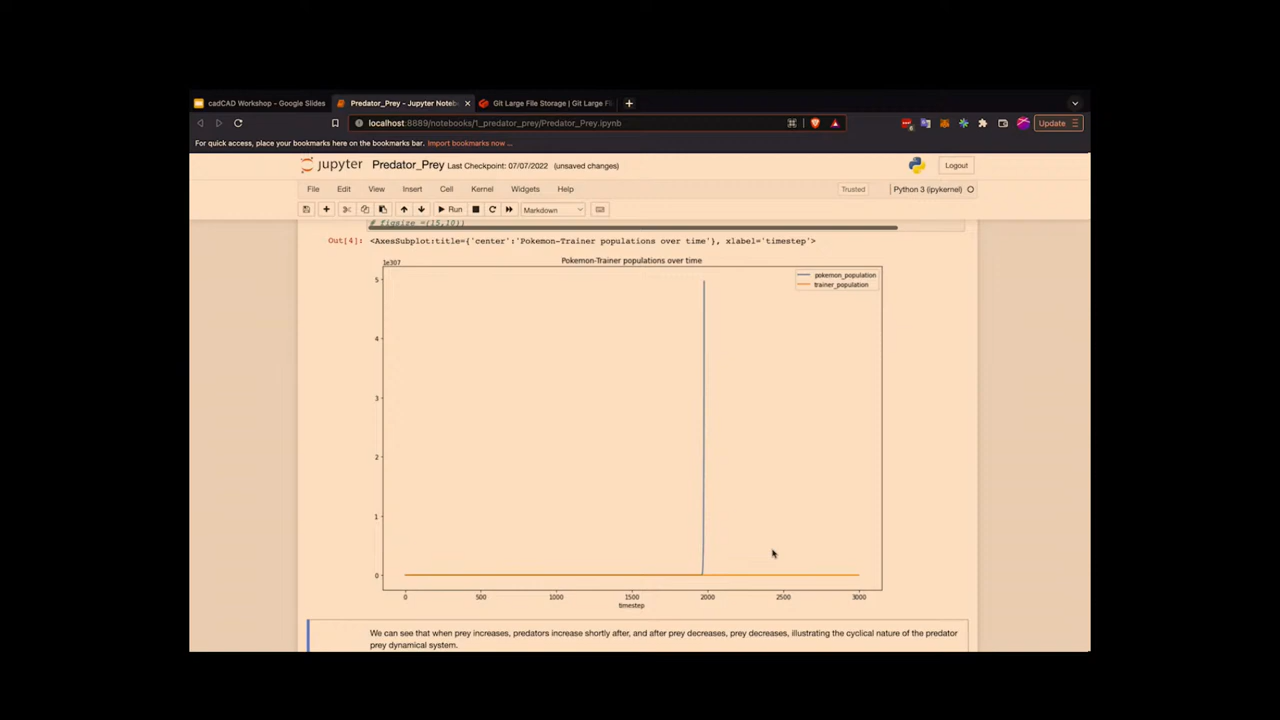 cadCAD Workshop - Google Slides
Predator_Prey - Jupyter Noteb
Git Large File Storage | Git Large Fi
localhost:8889/notebooks/1_predator_prey/Predator_Prey.ipynb
Update
For quick access, place your bookmarks here on the bookmarks bar. Import bookmarks now ...
jupyter Predator_Prey Last Checkpoint: 07/07/2022 (unsaved changes)
Logout
File Edit View Insert Cell Kernel Widgets Help
Trusted
Python 3 (ipykernel)
Run
Markdown
# figsize =(15,10))
Out[4]: <AxesSubplot:title={'center':'Pokemon-Trainer populations over time'}, xlabel='timestep'>
Pokemon-Trainer populations over time
1e307
pokemon_population
trainer_population
5
4
3
2
1
0
0 500 1000 1500 2000 2500 3000
timestep
We can see that when prey increases, predators increase shortly after, and after prey decreases, prey decreases, illustrating the cyclical nature of the predator
prey dynamical system.